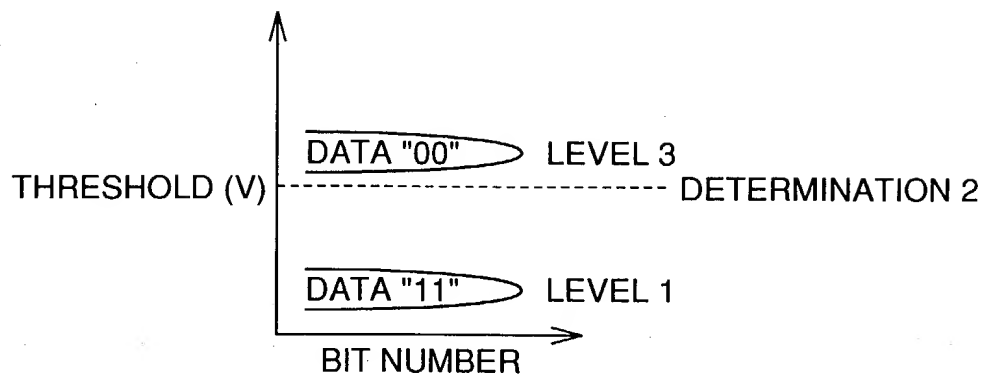 DATA "00" LEVEL 3
THRESHOLD (V) DETERMINATION 2
DATA "11" LEVEL 1
BIT NUMBER